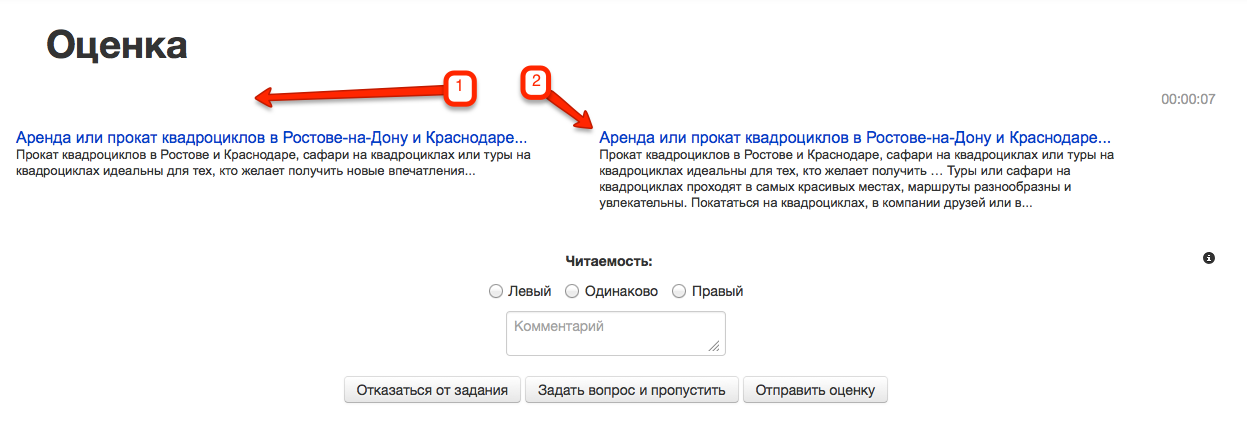 Оценка
1
2
00:00:07
Аренда или прокат квадроциклов в Ростове-на-Дону и Краснодаре...
Прокат квадроциклов в Ростове и Краснодаре, сафари на квадроциклах или туры на
квадроциклах идеальны для тех, кто желает получить новые впечатления...
Аренда или прокат квадроциклов в Ростове-на-Дону и Краснодаре...
Прокат квадроциклов в Ростове и Краснодаре, сафари на квадроциклах или туры на
квадроциклах идеальны для тех, кто желает получить … Туры или сафари на
квадроциклах проходят в самых красивых местах, маршруты разнообразны и
увлекательны. Покататься на квадроциклах, в компании друзей или в...
Читаемость:
Левый Одинаково Правый
Комментарий
Отказаться от задания Задать вопрос и пропустить Отправить оценку